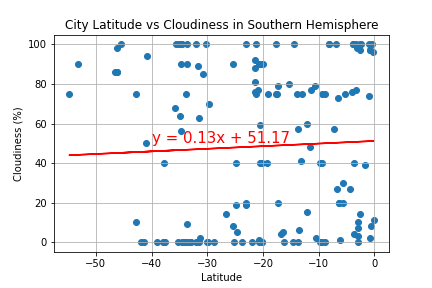 City Latitude vs Cloudiness in Southern Hemisphere
100
80
60
40
20
0
Cloudiness (%)
y = 0.13x + 51.17
−50 −40 −30 −20 −10 0
Latitude